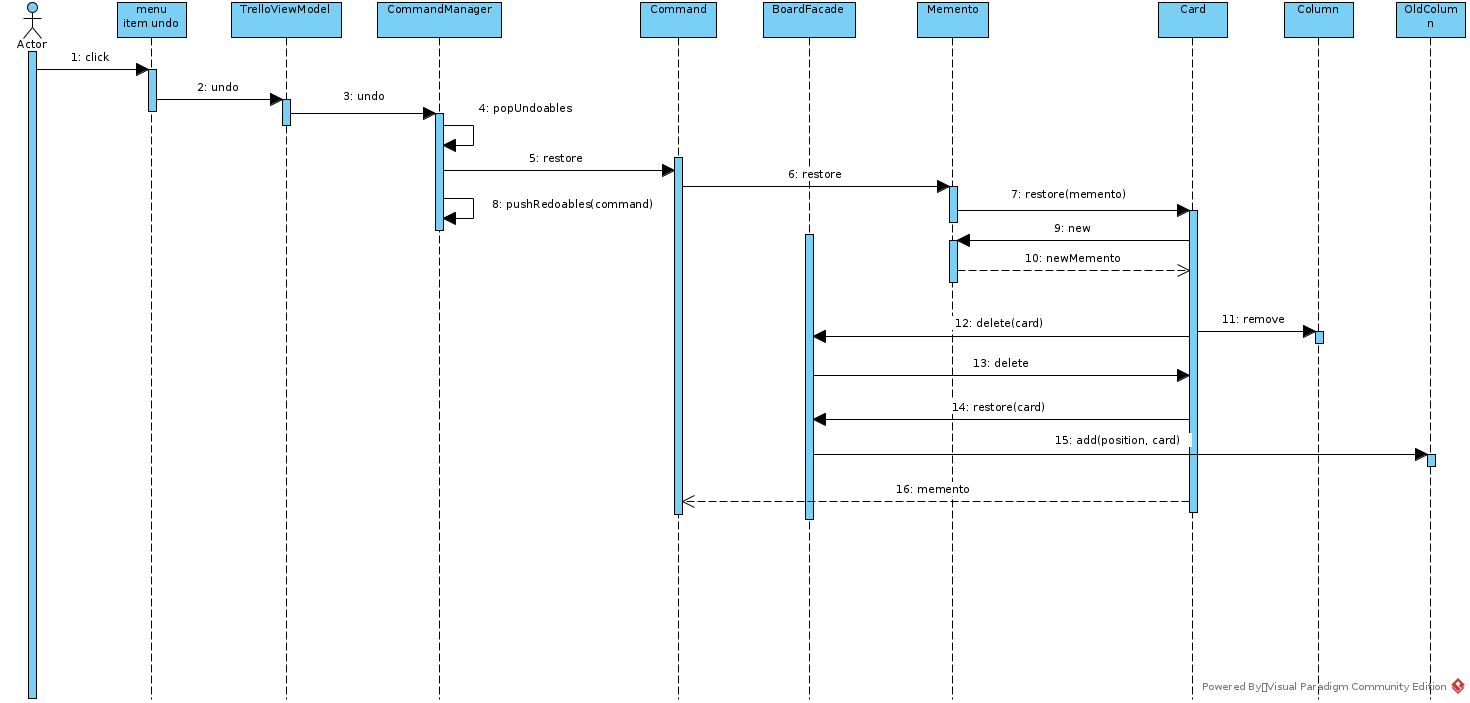 menu
item undo
TrelloViewModel
CommandManager
Command
BoardFacade
Memento
Card
Column
OldColum
n
Actor
1: click
2: undo
3: undo
4: popUndoables
5: restore
6: restore
7: restore(memento)
8: pushRedoables(command)
9: new
10: newMemento
11: remove
12: delete(card)
13: delete
14: restore(card)
15: add(position, card)
16: memento
Powered By▯Visual Paradigm Community Edition